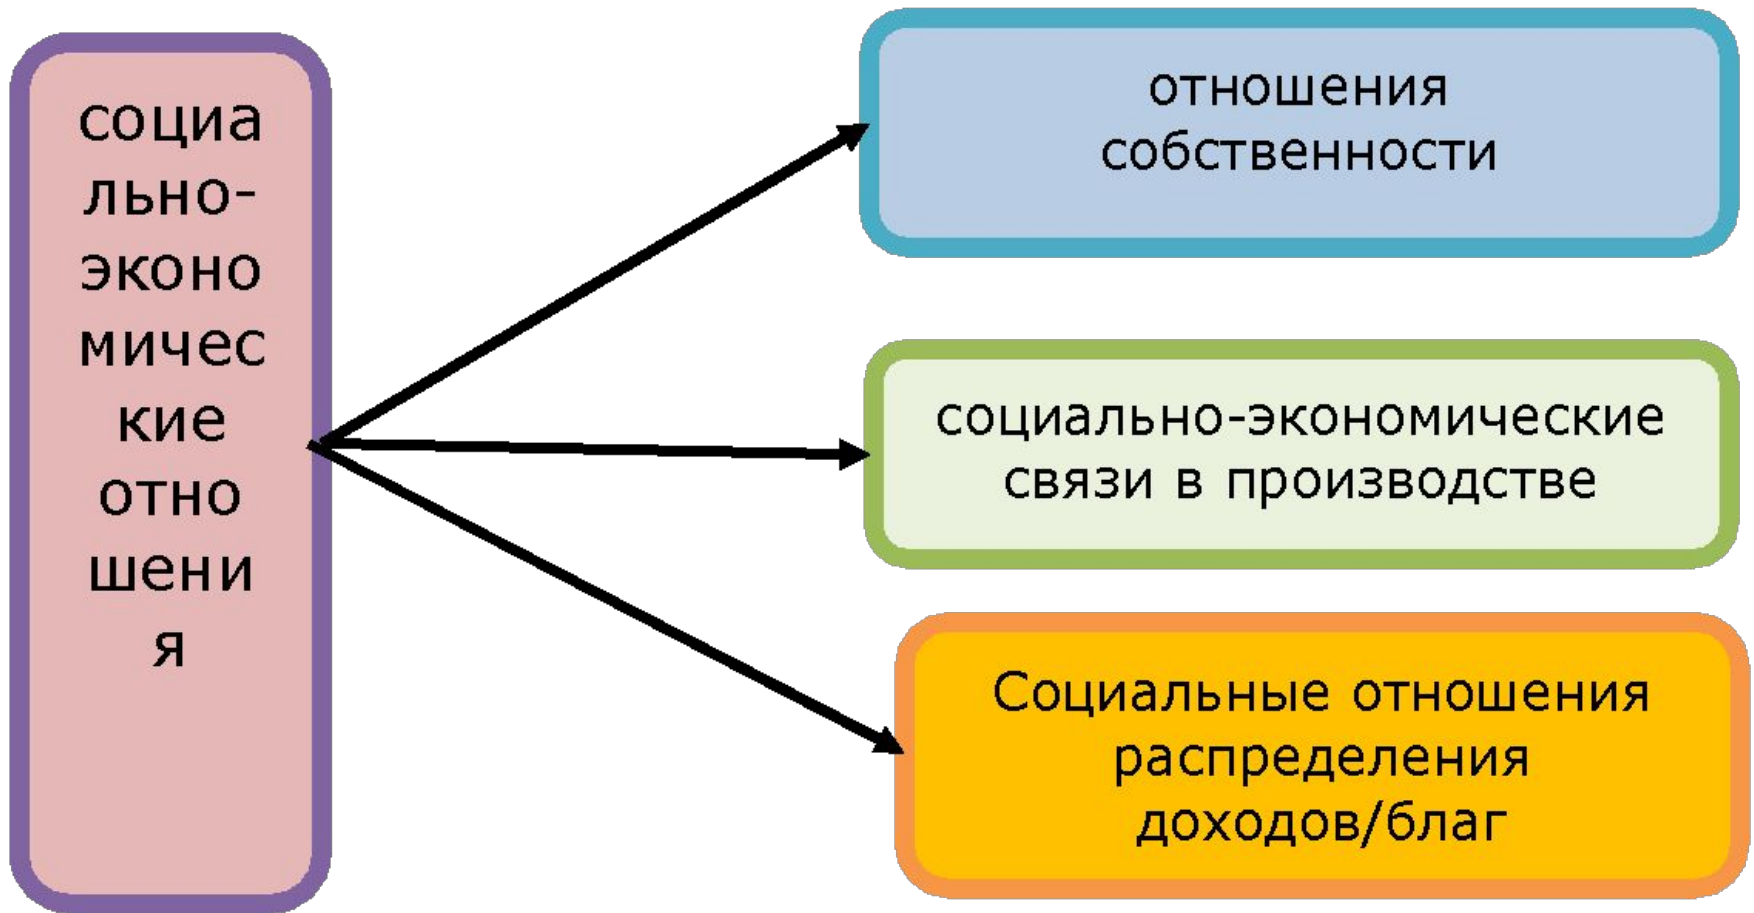 социа
льно-
эконо
мичес
кие
отно
шени
я
отношения
собственности
социально-экономические
связи в производстве
Социальные отношения
распределения
доходов/благ